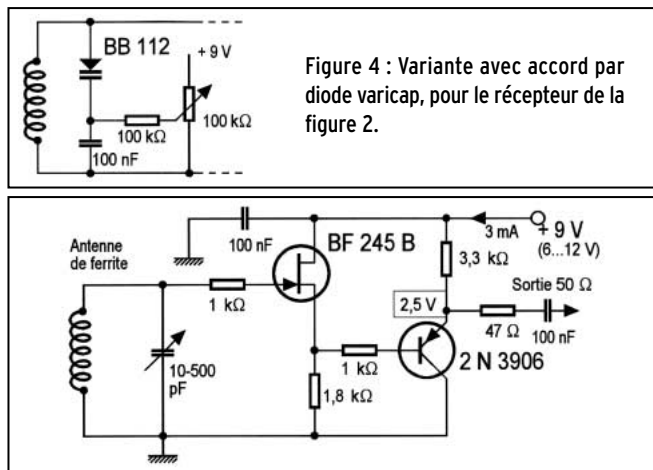 BB 112
+ 9 V
100 kΩ
100 kΩ
100 nF
Figure 4 : Variante avec accord par
diode varicap, pour le récepteur de la
figure 2.
Antenne
de ferrite
100 nF
BF 245 B
3 mA
+ 9 V
(6...12 V)
3,3 kΩ
Sortie 50 Ω
1 kΩ
2,5 V
47 Ω
100 nF
10-500
pF
1 kΩ
2 N 3906
1,8 kΩ